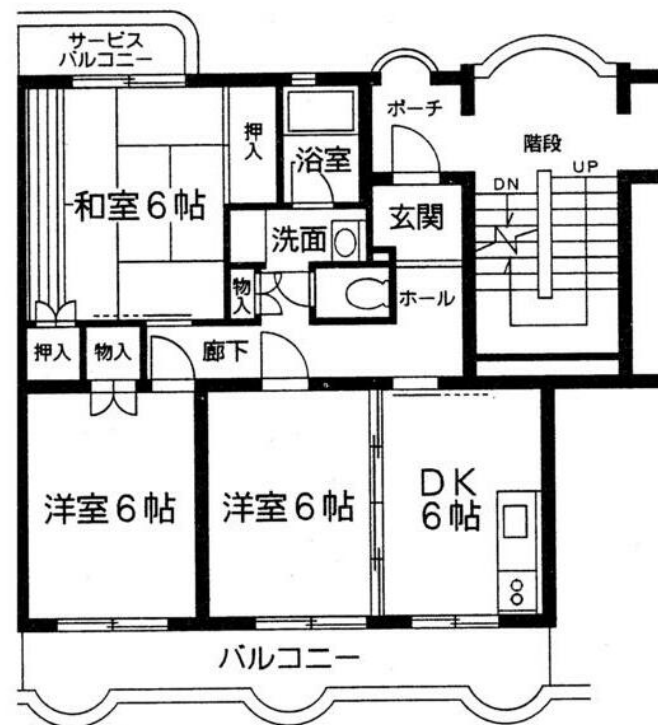 サービス
バルコニー
ポーチ
階段
UP
DN
押入
浴室
和室6帖
洗面
玄関
物入
ホール
押入
物入
廊下
洋室6帖
洋室6帖
DK
6帖
バルコニー